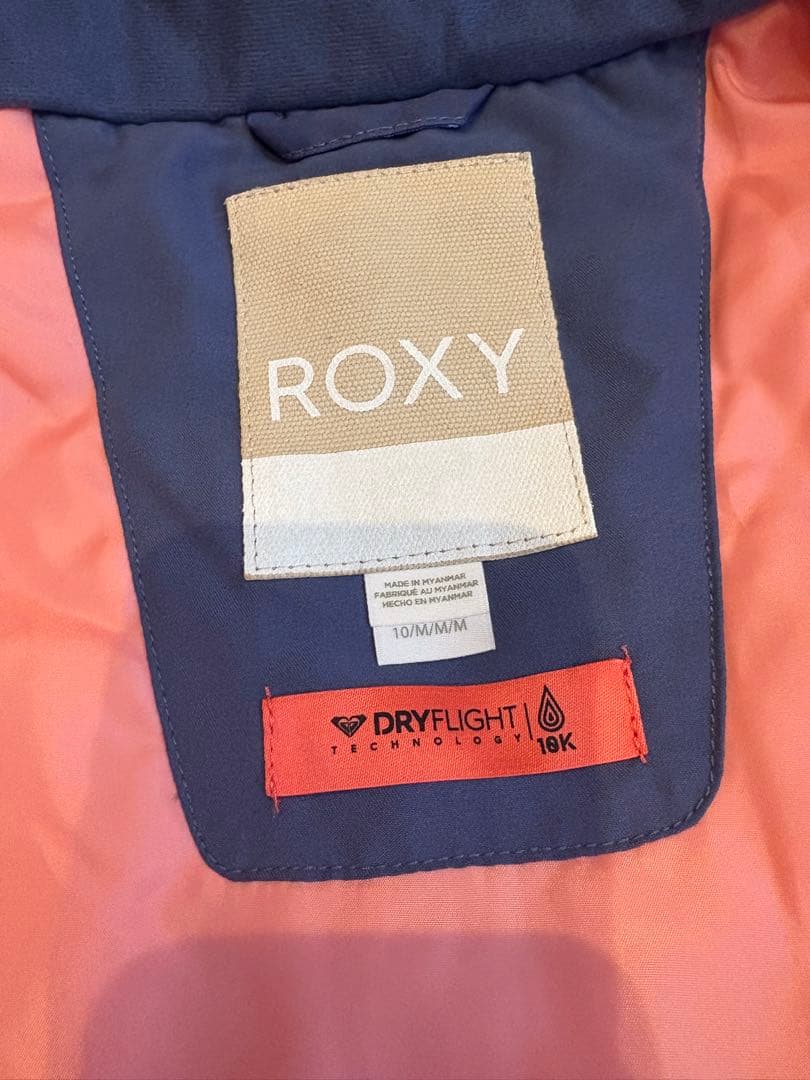 ROXY
MADE IN MYANMAR
FABRIQUÉ AU MYANMAR
HECHO EN MYANMAR
10/M/M/M
DRYFLIGHT
TECHNOLOGY
10K